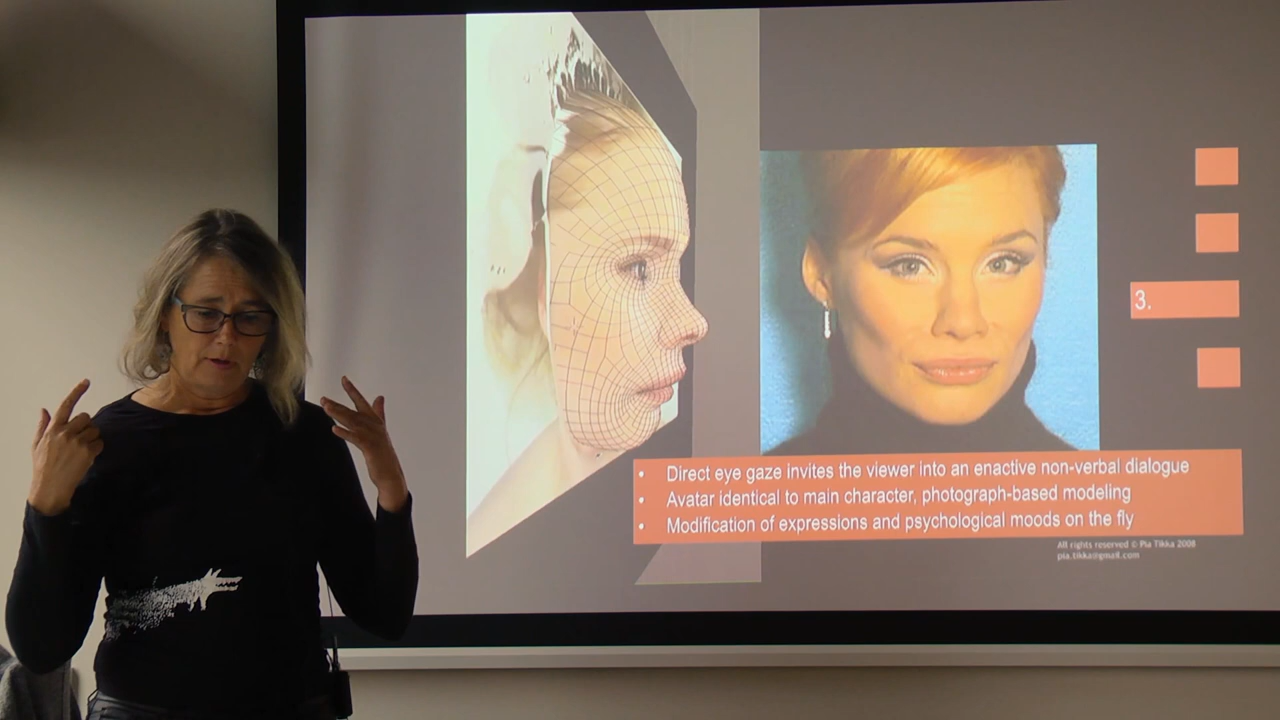 3.
• Direct eye gaze invites the viewer into an enactive non-verbal dialogue
• Avatar identical to main character, photograph-based modeling
• Modification of expressions and psychological moods on the fly
All rights reserved © Pia Tikka 2008
pia.tikka@gmail.com